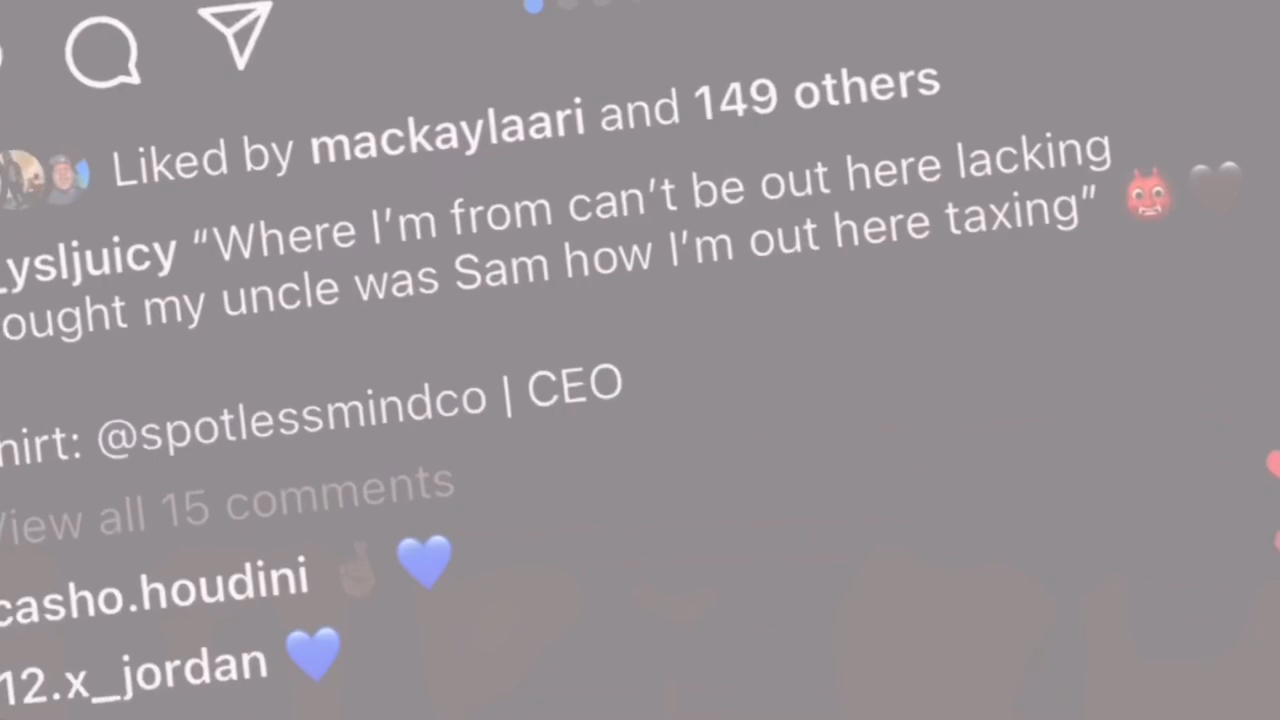 Liked by mackaylaari and 149 others
_ysljuicy “Where I’m from can’t be out here lacking
ought my uncle was Sam how I’m out here taxing” 👹 🖤
hirt: @spotlessmindco | CEO
View all 15 comments
casho.houdini 🤞🏾 💙
12.x_jordan 💙